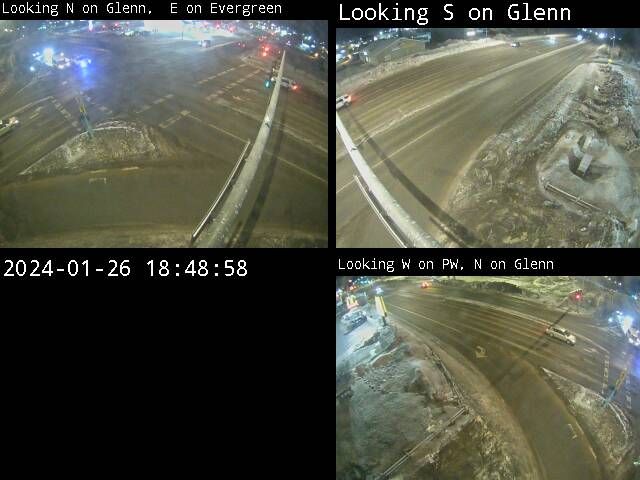 Looking N on Glenn,  E on Evergreen
Looking S on Glenn
2024-01-26 18:48:58
Looking W on PW, N on Glenn